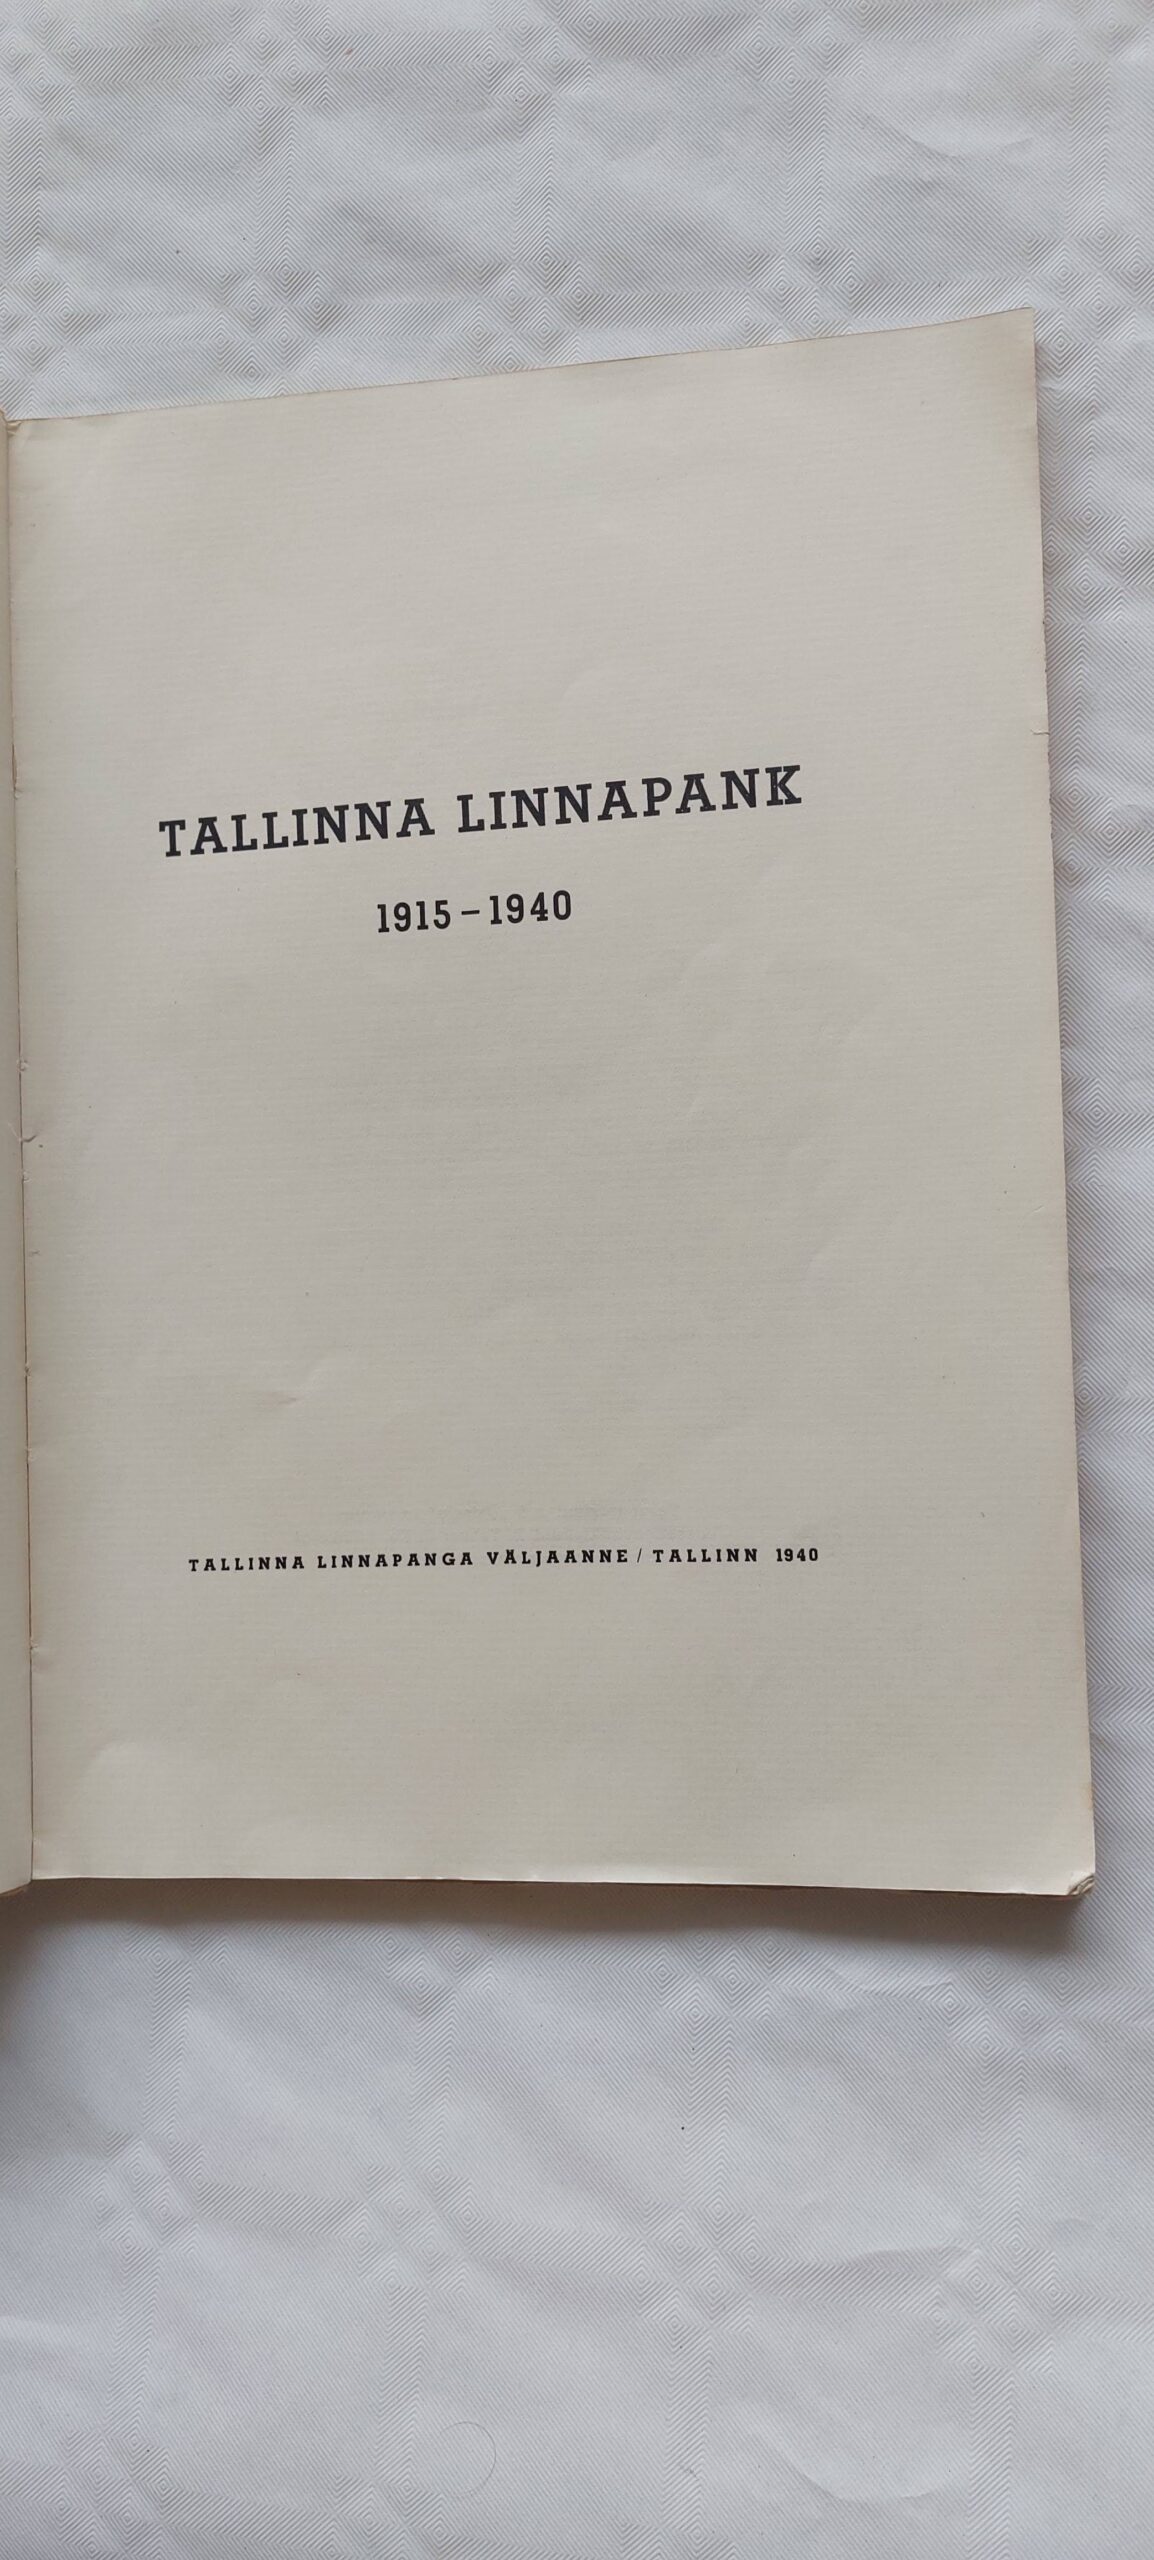 TALLINNA LINNAPANK
1915 – 1940
TALLINNA LINNAPANGA VÄLJAANNE / TALLINN 1940